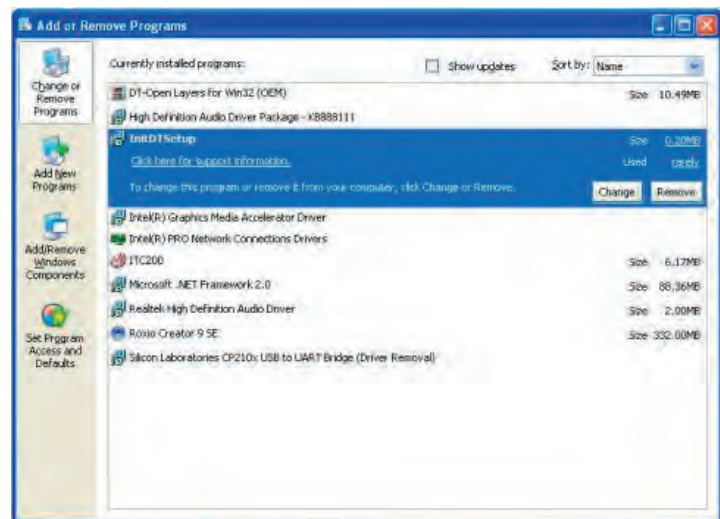 Add or Remove Programs
Change or
Remove
Programs
Add New
Programs
Add/Remove
Windows
Components
Set Program
Access and
Defaults
Currently installed programs:
Show updates
Sort by: Name
DT-Open Layers for Win32 (OEM) Size 10.49MB
High Definition Audio Driver Package - KB888111
InitDTSetup Size 0.20MB
Click here for support information. Used rarely
To change this program or remove it from your computer, click Change or Remove. Change Remove
Intel(R) Graphics Media Accelerator Driver
Intel(R) PRO Network Connections Drivers
ITC200 Size 6.17MB
Microsoft .NET Framework 2.0 Size 88.36MB
Realtek High Definition Audio Driver Size 2.00MB
Roxio Creator 9 SE Size 332.00MB
Silicon Laboratories CP210x USB to UART Bridge (Driver Removal)